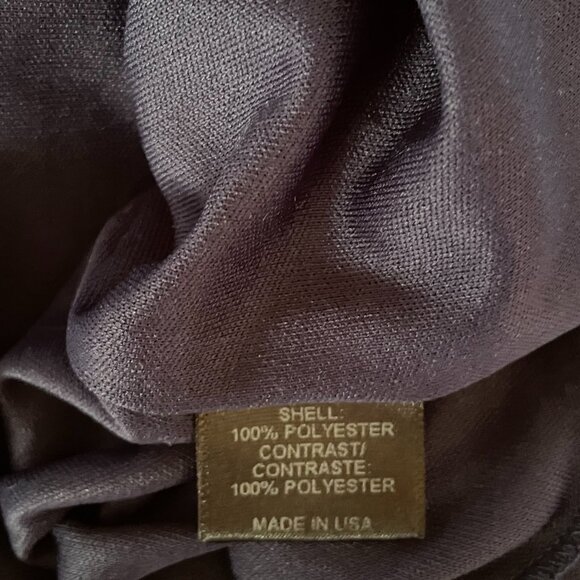 SHELL:
100% POLYESTER
CONTRAST/
CONTRASTE:
100% POLYESTER
MADE IN USA